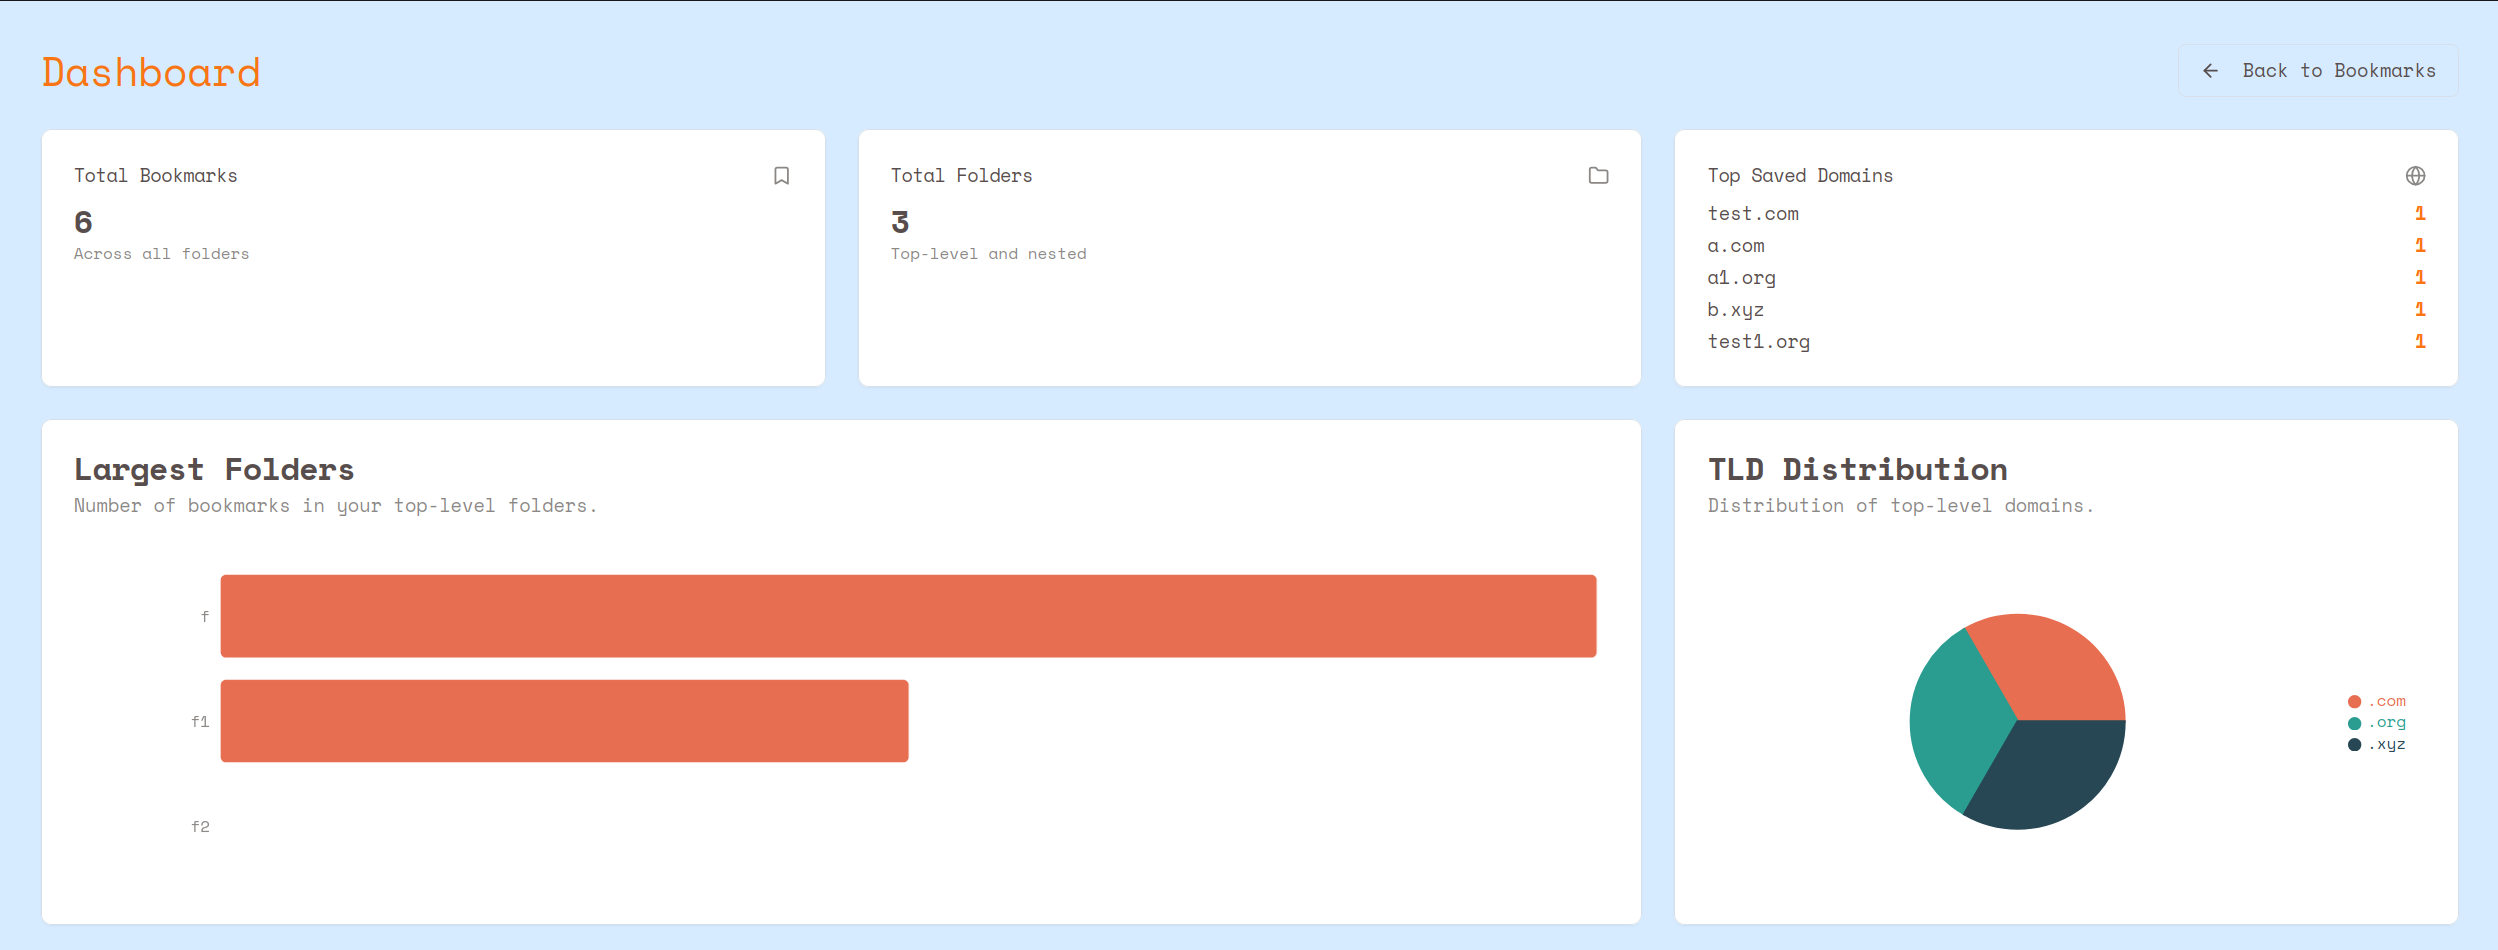 Dashboard
Back to Bookmarks
Total Bookmarks
6
Across all folders
Total Folders
3
Top-level and nested
Top Saved Domains
test.com 1
a.com 1
a1.org 1
b.xyz 1
test1.org 1
Largest Folders
Number of bookmarks in your top-level folders.
f
f1
f2
TLD Distribution
Distribution of top-level domains.
.com
.org
.xyz